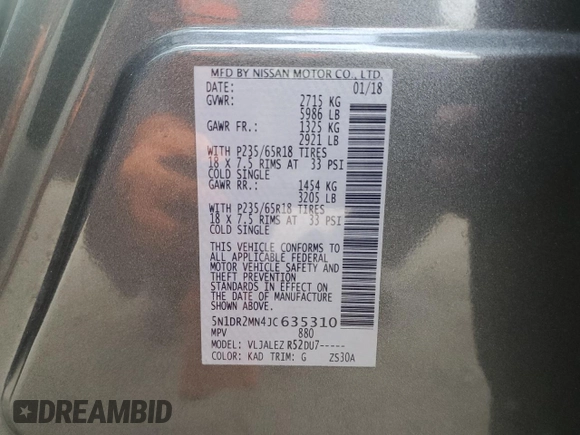 MFD BY NISSAN MOTOR CO., LTD.
DATE: 01/18
GVWR: 2715 KG
5986 LB
GAWR FR.: 1325 KG
2921 LB
WITH P235/65R18 TIRES
18 X 7.5 RIMS AT 33 PSI
COLD SINGLE
GAWR RR.: 1454 KG
3205 LB
WITH P235/65R18 TIRES
18 X 7.5 RIMS AT 33 PSI
COLD SINGLE
THIS VEHICLE CONFORMS TO
ALL APPLICABLE FEDERAL
MOTOR VEHICLE SAFETY AND
AND THEFT PREVENTION
STANDARDS IN EFFECT ON
THE DATE OF MANUFACTURE
SHOWN ABOVE.
5N1DR2MN4JC635310
MPV 880
MODEL: VLJALEZ R52DU7-----
COLOR: KAD TRIM: G ZS30A
DREAMBID